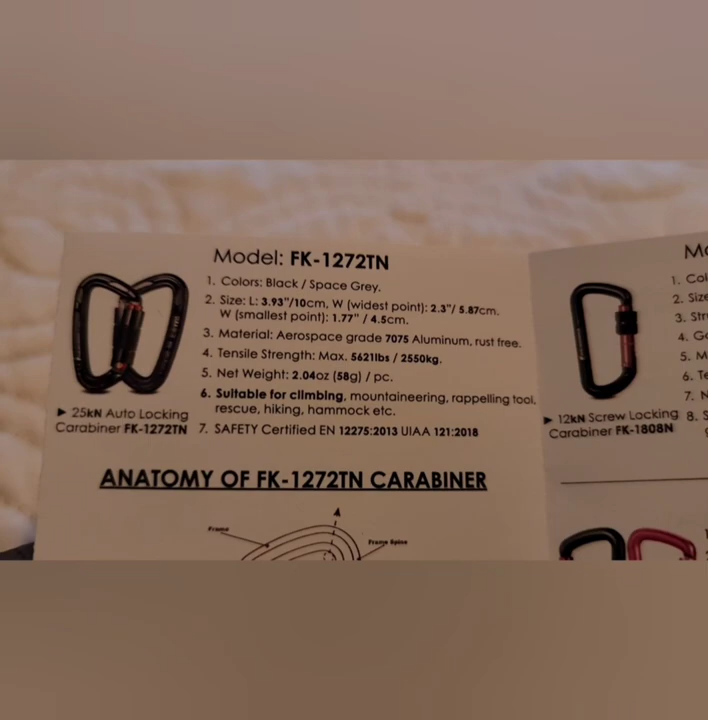 Model: FK-1272TN
1. Colors: Black / Space Grey.
2. Size: L: 3.93"/10cm, W (widest point): 2.3"/ 5.87cm.
W (smallest point): 1.77" / 4.5cm.
3. Material: Aerospace grade 7075 Aluminum, rust free.
4. Tensile Strength: Max. 5621lbs / 2550kg.
5. Net Weight: 2.04oz (58g) / pc.
6. Suitable for climbing, mountaineering, rappelling tool,
rescue, hiking, hammock etc.
7. SAFETY Certified EN 12275:2013 UIAA 121:2018
► 25kN Auto Locking
Carabiner FK-1272TN
ANATOMY OF FK-1272TN CARABINER
Frame
Frame Spine
1. Col
2. Size
3. Str
4. G
5. M
6. Te
7. N
8. S
► 12kN Screw Locking
Carabiner FK-1808N